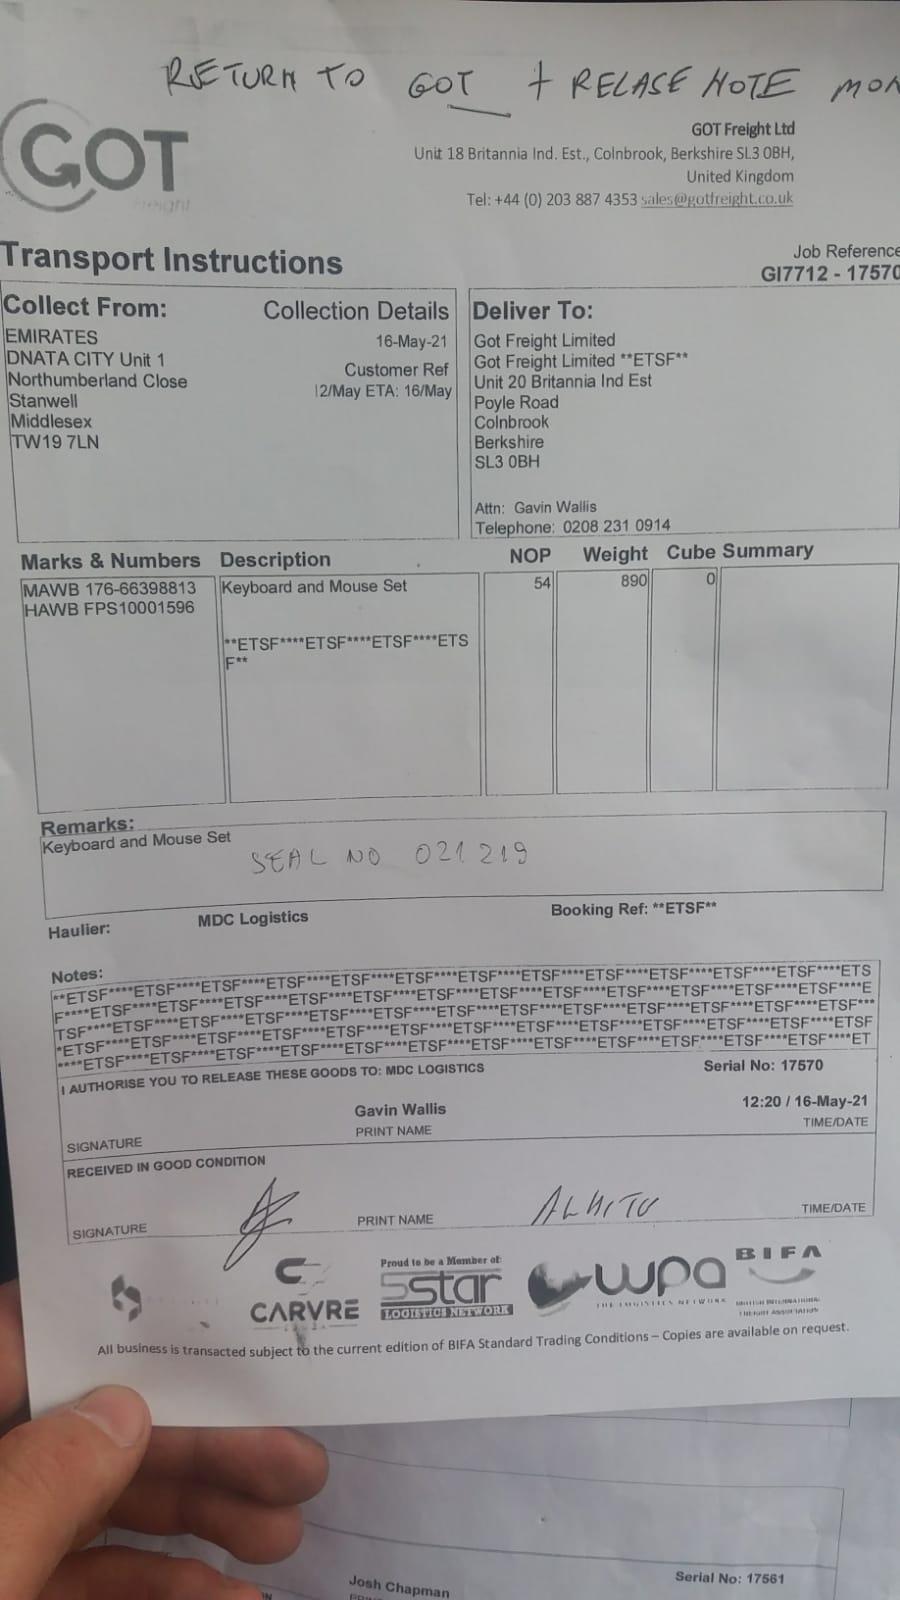 RETURN TO GOT + RELASE NOTE MON
GOT
freight
GOT Freight Ltd
Unit 18 Britannia Ind. Est., Colnbrook, Berkshire SL3 0BH,
United Kingdom
Tel: +44 (0) 203 887 4353 sales@gotfreight.co.uk
Transport Instructions
Job Reference
GI7712 - 17570
Collect From:
EMIRATES
DNATA CITY Unit 1
Northumberland Close
Stanwell
Middlesex
TW19 7LN
Collection Details
16-May-21
Customer Ref
12/May ETA: 16/May
Deliver To:
Got Freight Limited
Got Freight Limited **ETSF**
Unit 20 Britannia Ind Est
Poyle Road
Colnbrook
Berkshire
SL3 0BH
Attn: Gavin Wallis
Telephone: 0208 231 0914
Marks & Numbers Description NOP Weight Cube Summary
MAWB 176-66398813 Keyboard and Mouse Set 54 890 0
HAWB FPS10001596
**ETSF****ETSF****ETSF****ETS
F**
Remarks:
Keyboard and Mouse Set
SEAL NO 021219
Haulier: MDC Logistics Booking Ref: **ETSF**
Notes:
**ETSF****ETSF****ETSF****ETSF****ETSF****ETSF****ETSF****ETSF****ETSF****ETSF****ETSF****ETSF****ETS
F****ETSF****ETSF****ETSF****ETSF****ETSF****ETSF****ETSF****ETSF****ETSF****ETSF****ETSF****ETSF****E
TSF****ETSF****ETSF****ETSF****ETSF****ETSF****ETSF****ETSF****ETSF****ETSF****ETSF****ETSF****ETSF***
*ETSF****ETSF****ETSF****ETSF****ETSF****ETSF****ETSF****ETSF****ETSF****ETSF****ETSF****ETSF****ETSF
****ETSF****ETSF****ETSF****ETSF****ETSF****ETSF****ETSF****ETSF****ETSF****ETSF****ETSF****ETSF****ET
I AUTHORISE YOU TO RELEASE THESE GOODS TO: MDC LOGISTICS Serial No: 17570
Gavin Wallis 12:20 / 16-May-21
SIGNATURE PRINT NAME TIME/DATE
RECEIVED IN GOOD CONDITION
SIGNATURE PRINT NAME TIME/DATE
CARVRE
Proud to be a Member of:
5star
LOGISTICS NETWORK
wpa
THE LOGISTICS NETWORK
BIFA
BRITISH INTERNATIONAL
FREIGHT ASSOCIATION
All business is transacted subject to the current edition of BIFA Standard Trading Conditions – Copies are available on request.
Josh Chapman
Serial No: 17561